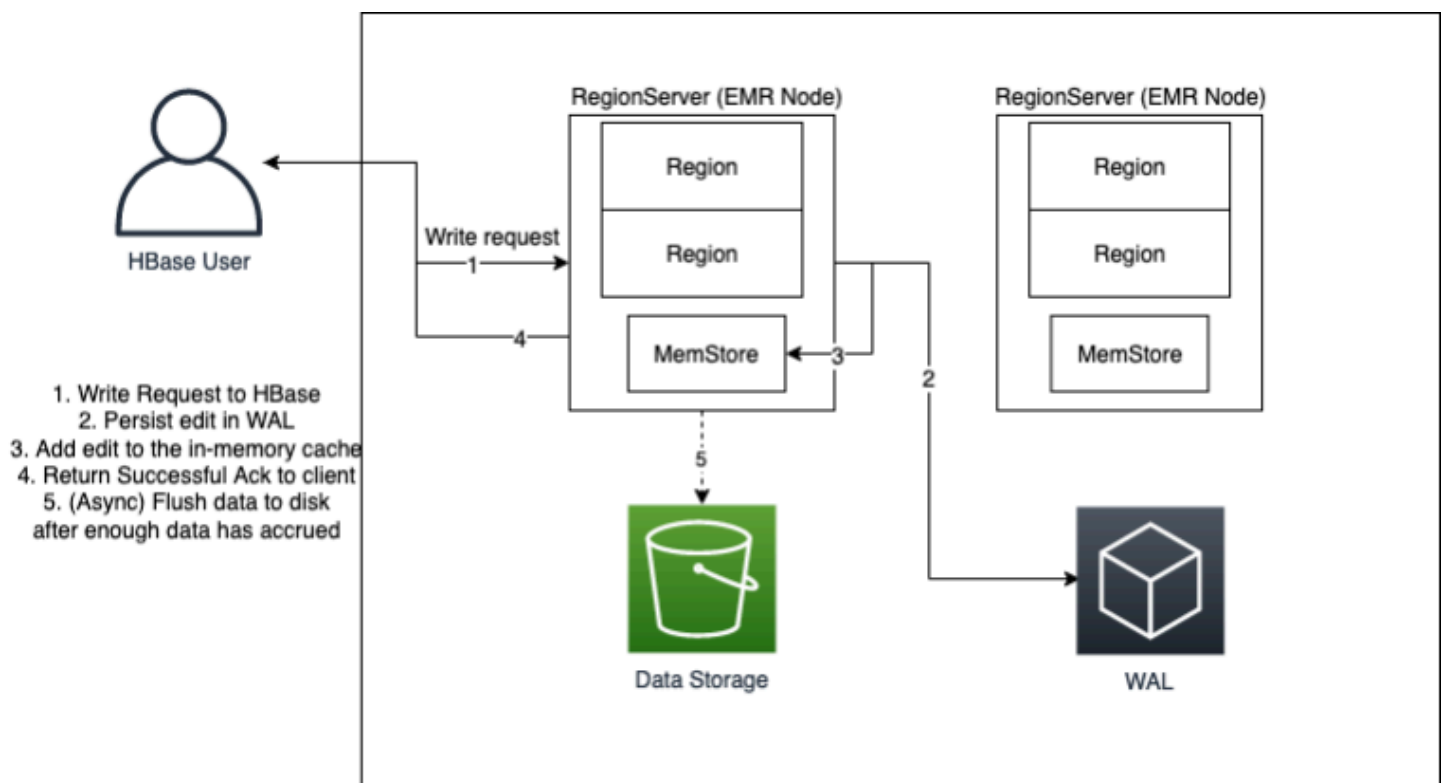 RegionServer (EMR Node)
Region
Region
MemStore
RegionServer (EMR Node)
Region
Region
MemStore
HBase User
Write request
1
4
3
2
5
1. Write Request to HBase
2. Persist edit in WAL
3. Add edit to the in-memory cache
4. Return Successful Ack to client
5. (Async) Flush data to disk
after enough data has accrued
Data Storage
WAL